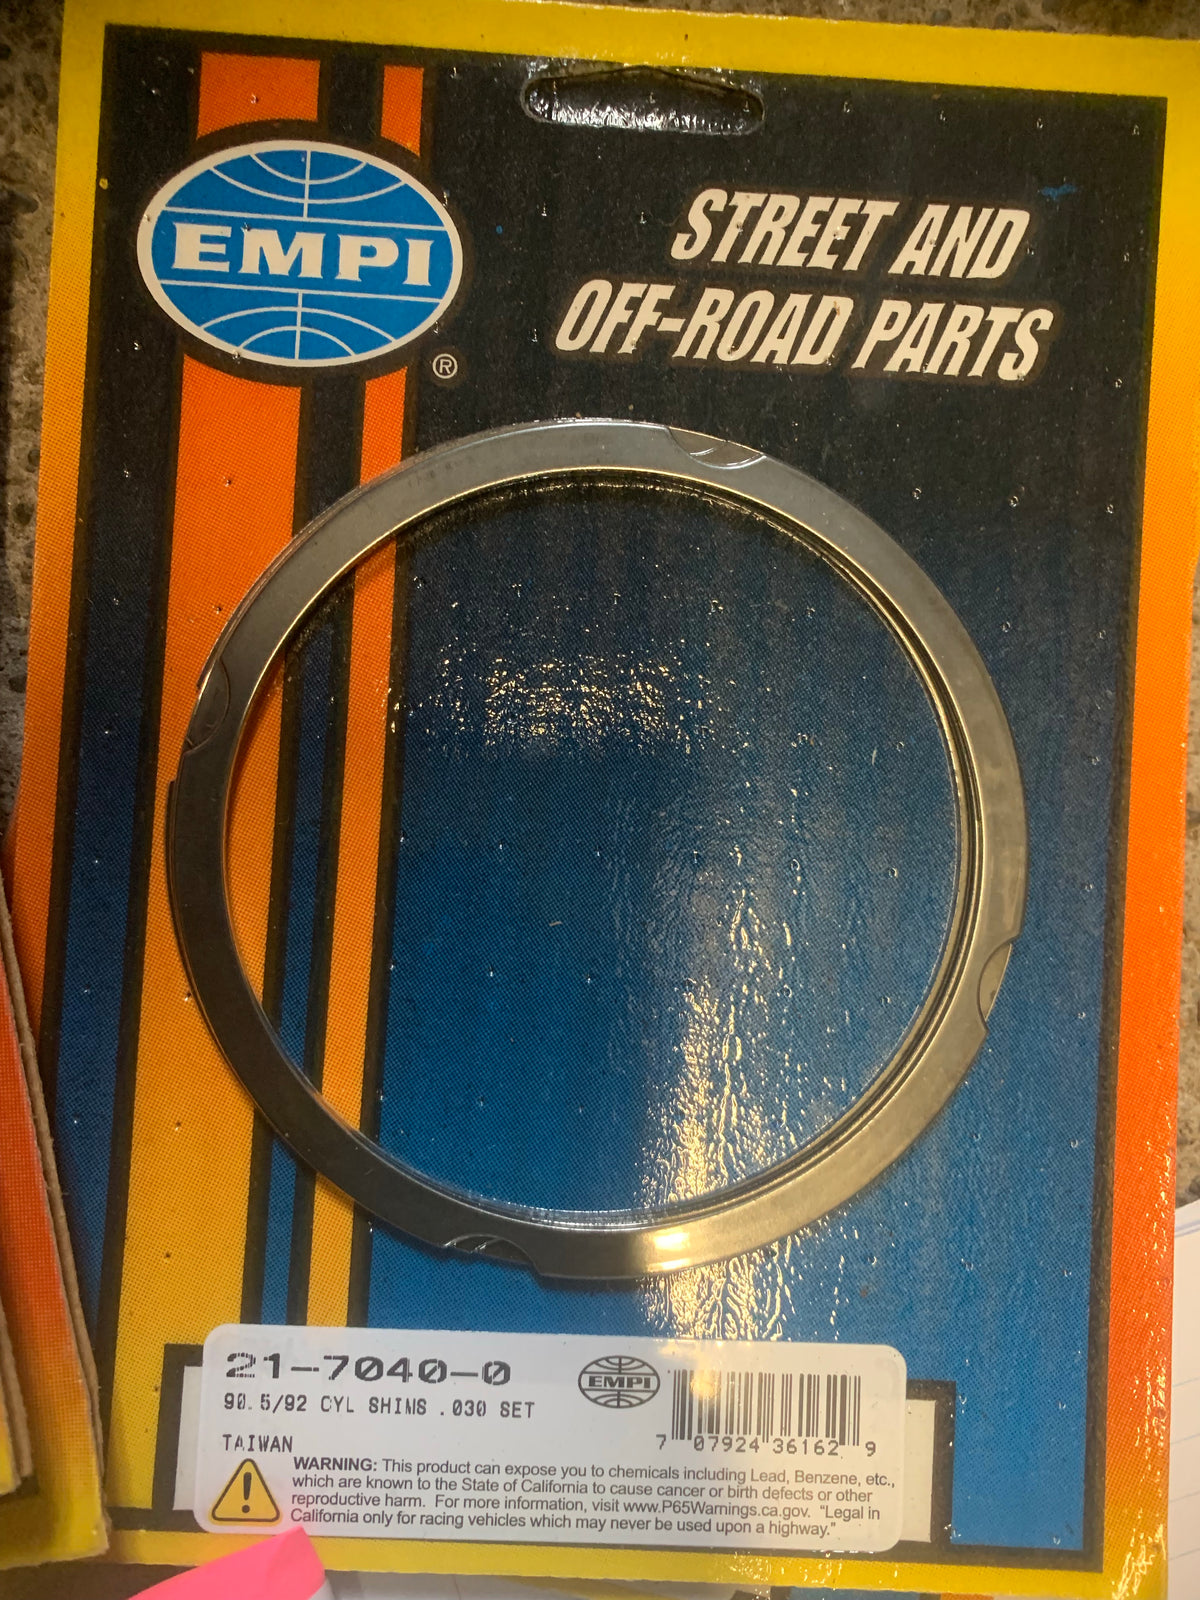 EMPI
®
STREET AND
OFF-ROAD PARTS
21-7040-0
EMPI
90.5/92 CYL SHIMS .030 SET
TAIWAN
7 07924 36162 9
WARNING: This product can expose you to chemicals including Lead, Benzene, etc.,
which are known to the State of California to cause cancer or birth defects or other
reproductive harm. For more information, visit www.P65Warnings.ca.gov. "Legal in
California only for racing vehicles which may never be used upon a highway."